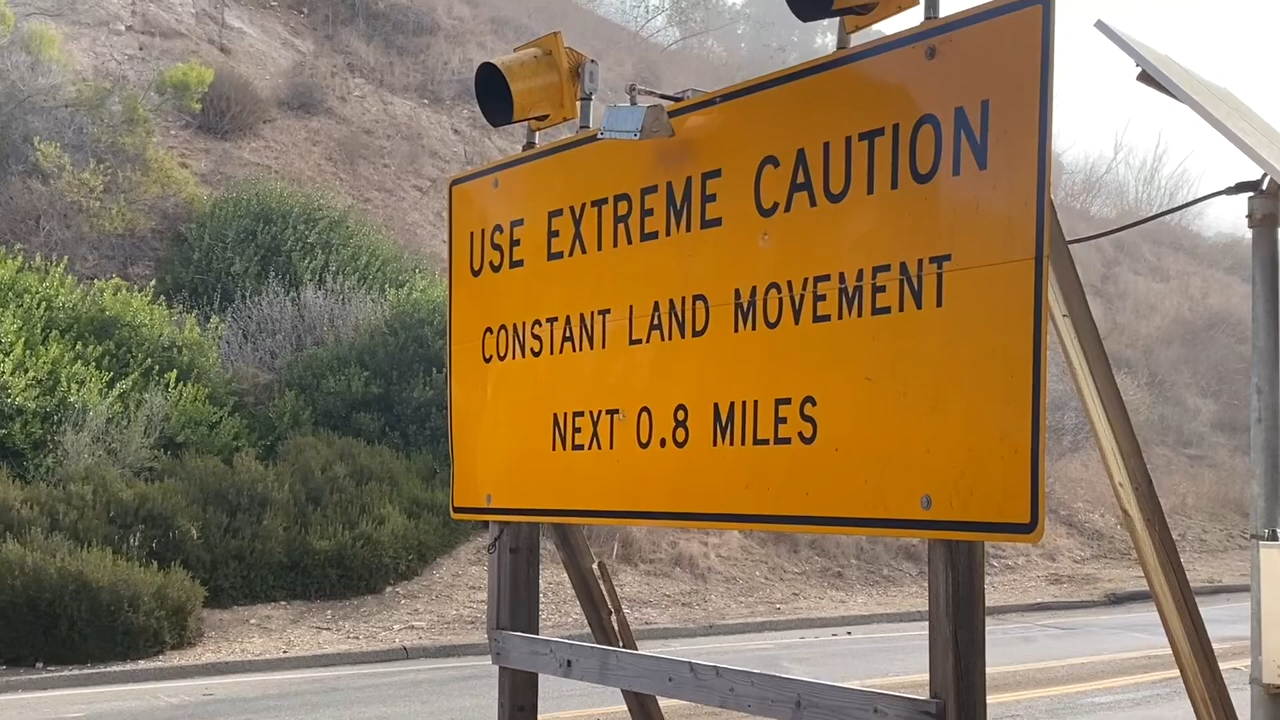 USE EXTREME CAUTION
CONSTANT LAND MOVEMENT
NEXT 0.8 MILES